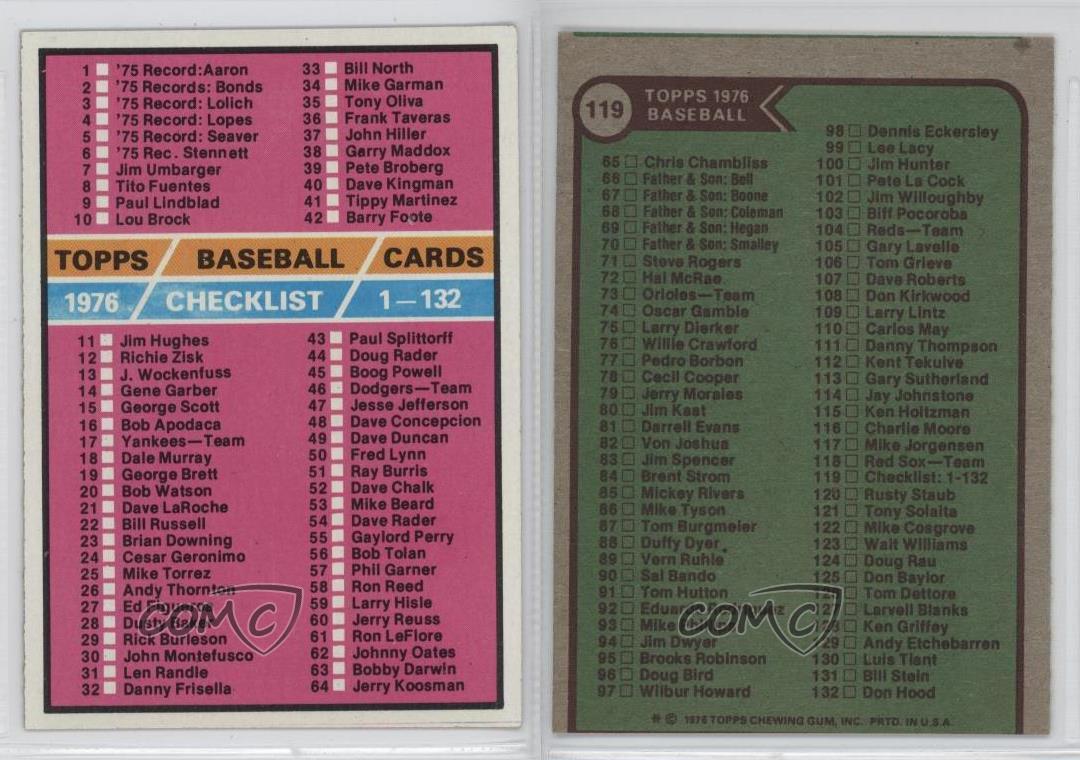 1 '75 Record: Aaron
2 '75 Records: Bonds
3 '75 Record: Lolich
4 '75 Record: Lopes
5 '75 Record: Seaver
6 '75 Rec. Stennett
7 Jim Umbarger
8 Tito Fuentes
9 Paul Lindblad
10 Lou Brock
33 Bill North
34 Mike Garman
35 Tony Oliva
36 Frank Taveras
37 John Hiller
38 Garry Maddox
39 Pete Broberg
40 Dave Kingman
41 Tippy Martinez
42 Barry Foote
TOPPS BASEBALL CARDS
1976 CHECKLIST 1—132
11 Jim Hughes
12 Richie Zisk
13 J. Wockenfuss
14 Gene Garber
15 George Scott
16 Bob Apodaca
17 Yankees—Team
18 Dale Murray
19 George Brett
20 Bob Watson
21 Dave LaRoche
22 Bill Russell
23 Brian Downing
24 Cesar Geronimo
25 Mike Torrez
26 Andy Thornton
27 Ed Figueroa
28 Dusty Baker
29 Rick Burleson
30 John Montefusco
31 Len Randle
32 Danny Frisella
43 Paul Splittorff
44 Doug Rader
45 Boog Powell
46 Dodgers—Team
47 Jesse Jefferson
48 Dave Concepcion
49 Dave Duncan
50 Fred Lynn
51 Ray Burris
52 Dave Chalk
53 Mike Beard
54 Dave Rader
55 Gaylord Perry
56 Bob Tolan
57 Phil Garner
58 Ron Reed
59 Larry Hisle
60 Jerry Reuss
61 Ron LeFlore
62 Johnny Oates
63 Bobby Darwin
64 Jerry Koosman
COMC
119
TOPPS 1976
BASEBALL
65 Chris Chambliss
66 Father & Son: Bell
67 Father & Son: Boone
68 Father & Son: Coleman
69 Father & Son: Hegan
70 Father & Son: Smalley
71 Steve Rogers
72 Hal McRae
73 Orioles—Team
74 Oscar Gamble
75 Larry Dierker
76 Willie Crawford
77 Pedro Borbon
78 Cecil Cooper
79 Jerry Morales
80 Jim Kaat
81 Darrell Evans
82 Von Joshua
83 Jim Spencer
84 Brent Strom
85 Mickey Rivers
86 Mike Tyson
87 Tom Burgmeier
88 Duffy Dyer
89 Vern Ruhle
90 Sal Bando
91 Tom Hutton
92
93 Mike
94 Jim Dwyer
95 Brooks Robinson
96 Doug Bird
97 Wilbur Howard
98 Dennis Eckersley
99 Lee Lacy
100 Jim Hunter
101 Pete La Cock
102 Jim Willoughby
103 Biff Pocoroba
104 Reds—Team
105 Gary Lavelle
106 Tom Grieve
107 Dave Roberts
108 Don Kirkwood
109 Larry Lintz
110 Carlos May
111 Danny Thompson
112 Kent Tekulve
113 Gary Sutherland
114 Jay Johnstone
115 Ken Holtzman
116 Charlie Moore
117 Mike Jorgensen
118 Red Sox—Team
119 Checklist: 1-132
120 Rusty Staub
121 Tony Solaita
122 Mike Cosgrove
123 Walt Williams
124 Doug Rau
125 Don Baylor
Tom Dettore
Larvell Blanks
Ken Griffey
129 Andy Etchebarren
130 Luis Tiant
131 Bill Stein
132 Don Hood
COMC
* © 1976 TOPPS CHEWING GUM, INC. PRTD. IN U.S.A.